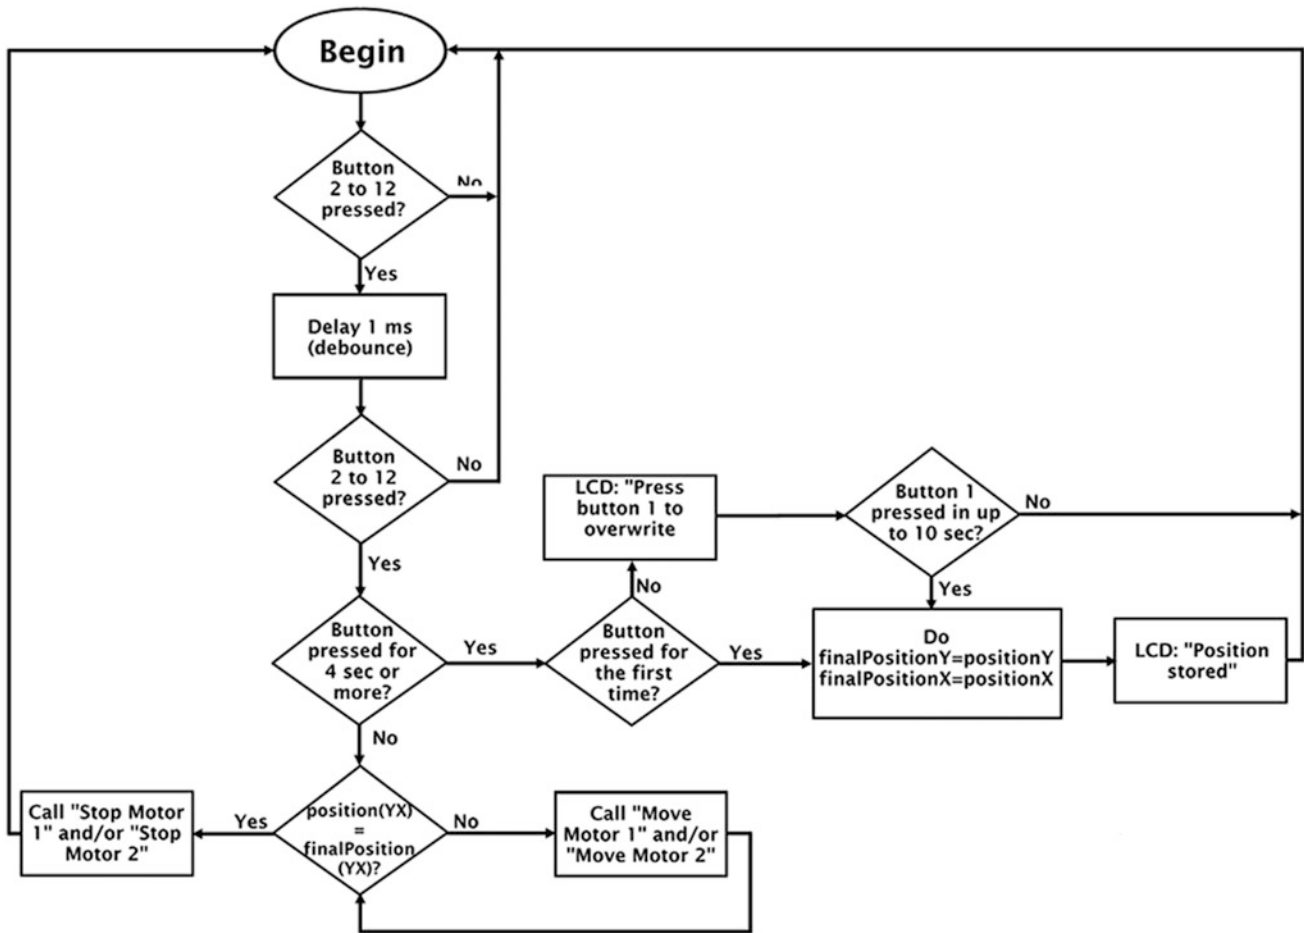 Begin
Button
2 to 12
pressed?
No
Yes
Delay 1 ms
(debounce)
Button
2 to 12
pressed?
No
Yes
LCD: "Press
button 1 to
overwrite
Button 1
pressed in up
to 10 sec?
No
Yes
No
Button
pressed for
4 sec or
more?
Yes
Button
pressed for
the first
time?
Yes
Do
finalPositionY=positionY
finalPositionX=positionX
LCD: "Position
stored"
No
Call "Stop Motor
1" and/or "Stop
Motor 2"
Yes
position(YX)
=
finalPosition
(YX)?
No
Call "Move
Motor 1" and/or
"Move Motor 2"